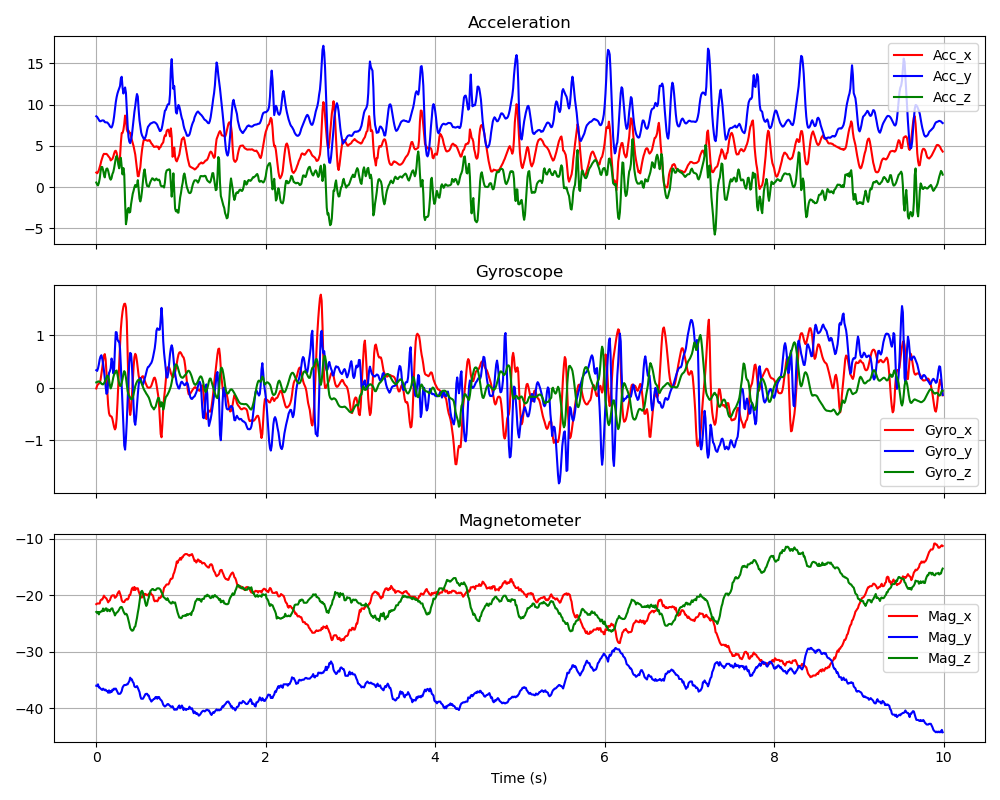 Acceleration
15
10
5
0
−5
Acc_x
Acc_y
Acc_z
Gyroscope
1
0
−1
Gyro_x
Gyro_y
Gyro_z
Magnetometer
−10
−20
−30
−40
Mag_x
Mag_y
Mag_z
0 2 4 6 8 10
Time (s)